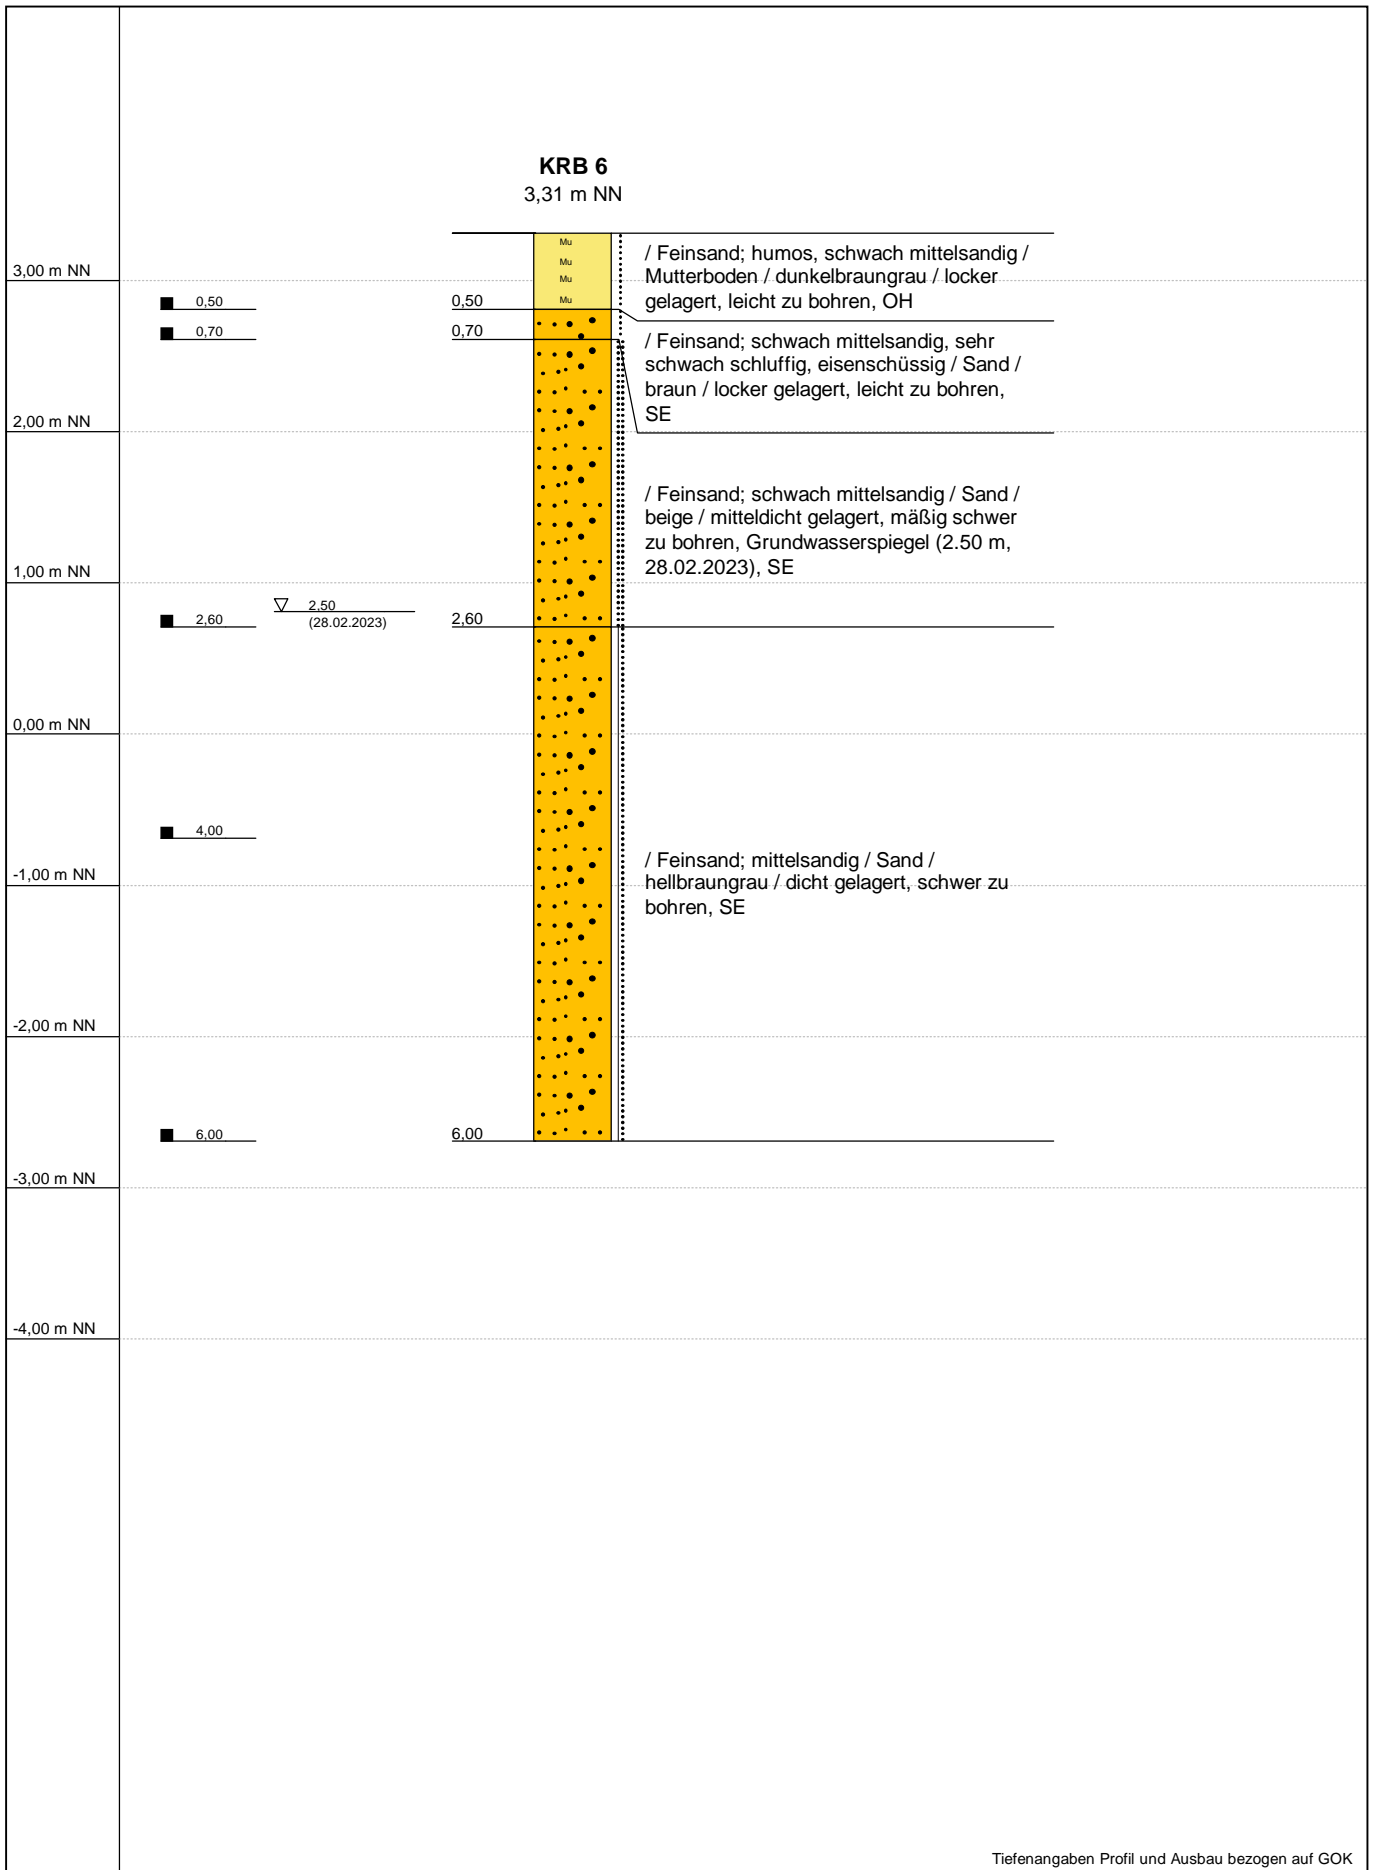 KRB 6
3,31 m NN
Mu
Mu
Mu
Mu
/ Feinsand; humos, schwach mittelsandig /
Mutterboden / dunkelbraungrau / locker
gelagert, leicht zu bohren, OH
3,00 m NN
0,50
0,50
0,70
0,70
/ Feinsand; schwach mittelsandig, sehr
schwach schluffig, eisenschüssig / Sand /
braun / locker gelagert, leicht zu bohren,
SE
2,00 m NN
/ Feinsand; schwach mittelsandig / Sand /
beige / mitteldicht gelagert, mäßig schwer
zu bohren, Grundwasserspiegel (2.50 m,
28.02.2023), SE
1,00 m NN
2,50
(28.02.2023)
2,60
2,60
0,00 m NN
4,00
/ Feinsand; mittelsandig / Sand /
hellbraungrau / dicht gelagert, schwer zu
bohren, SE
-1,00 m NN
-2,00 m NN
6,00
6,00
-3,00 m NN
-4,00 m NN
Tiefenangaben Profil und Ausbau bezogen auf GOK